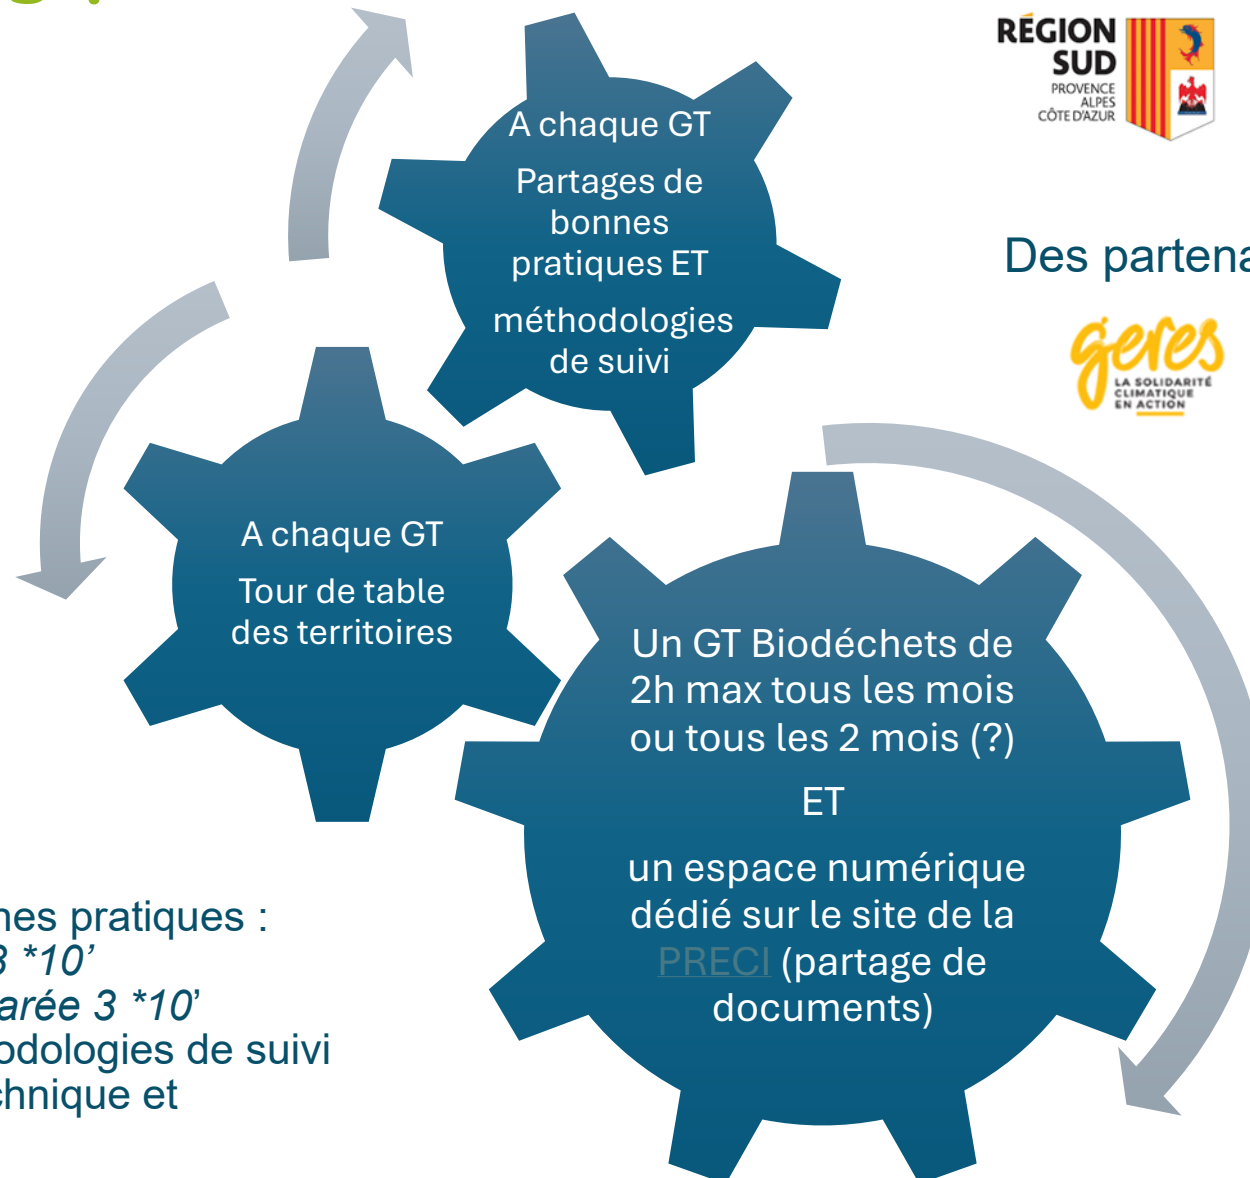 RÉGION
SUD
PROVENCE
ALPES
CÔTE D'AZUR
A chaque GT
Partages de
bonnes
pratiques ET
méthodologies
de suivi
Des partena
geres
LA SOLIDARITÉ
CLIMATIQUE
EN ACTION
A chaque GT
Tour de table
des territoires
Un GT Biodéchets de
2h max tous les mois
ou tous les 2 mois (?)
ET
un espace numérique
dédié sur le site de la
PRECI (partage de
documents)
nes pratiques :
3 *10’
arée 3 *10’
odologies de suivi
chnique et